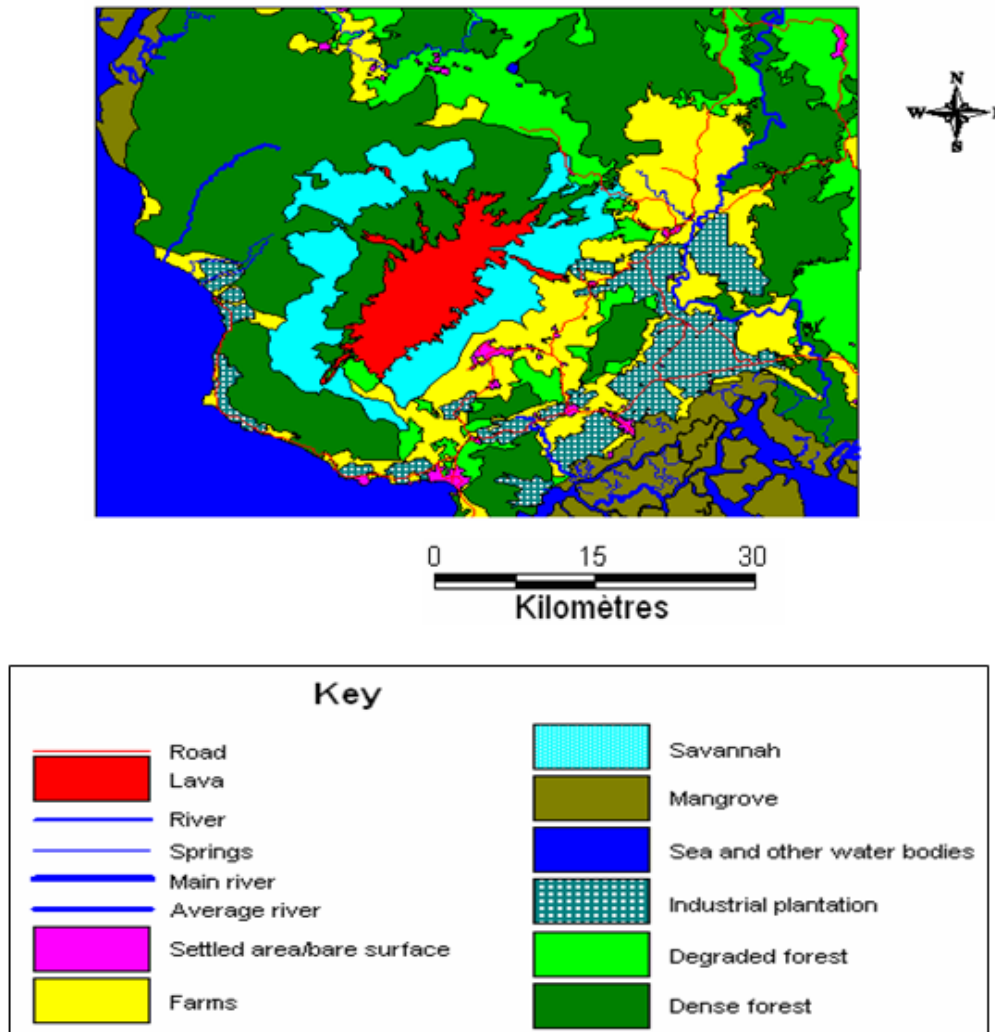 N
W
S
0 15 30
Kilomètres
Key
Road
Lava
River
Springs
Main river
Average river
Settled area/bare surface
Farms
Savannah
Mangrove
Sea and other water bodies
Industrial plantation
Degraded forest
Dense forest